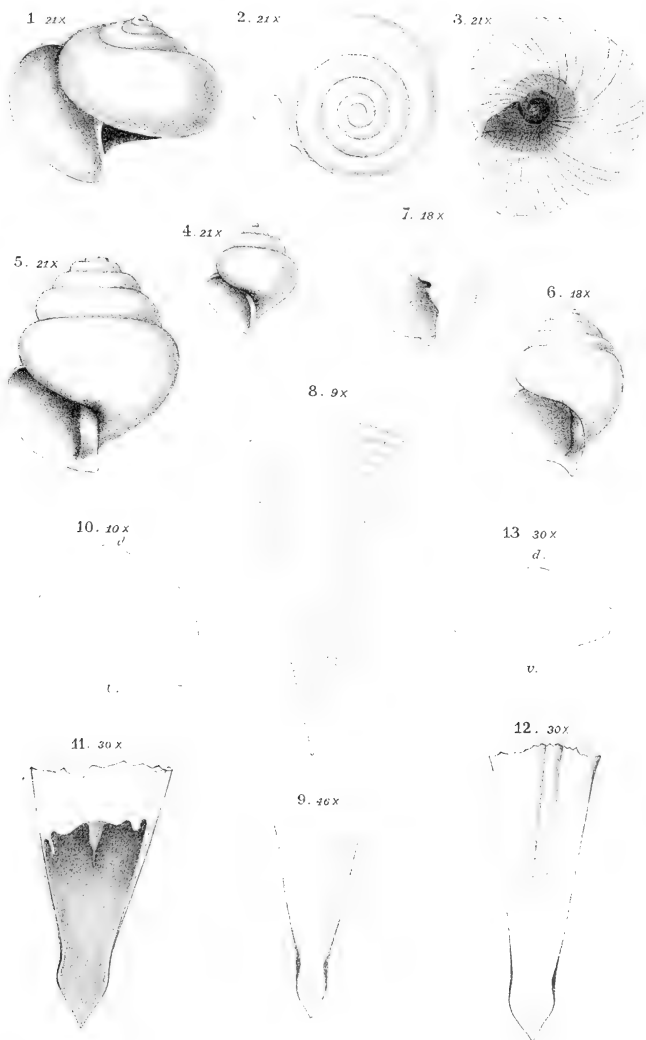 1 21x
2. 21x
3. 21x
4. 21x
7. 18x
5. 21x
6. 18x
8. 9x
10. 10x
d
13 30x
d.
v.
11. 30x
12. 30x
9. 46x